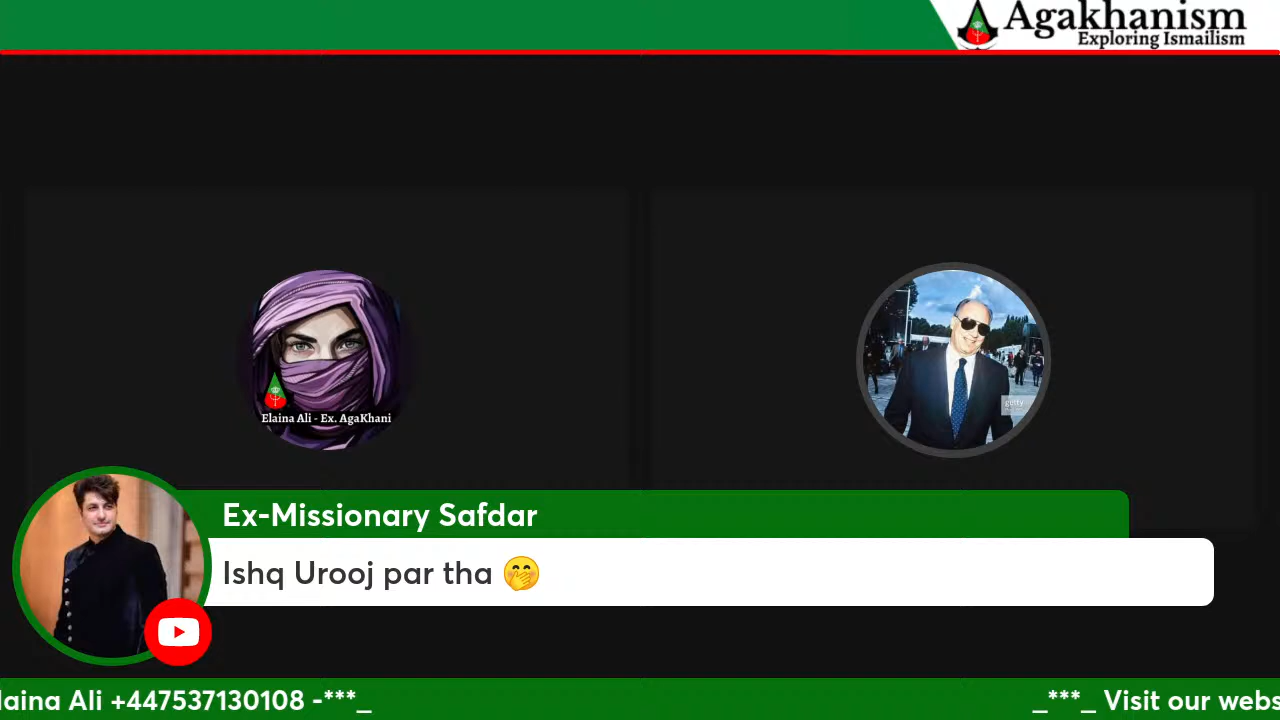 Agakhanism
Exploring Ismailism
Elaina Ali - Ex. AgaKhani
getty
Ex-Missionary Safdar
Ishq Urooj par tha 🤭
laina Ali +447537130108 -***_
_***_ Visit our webs